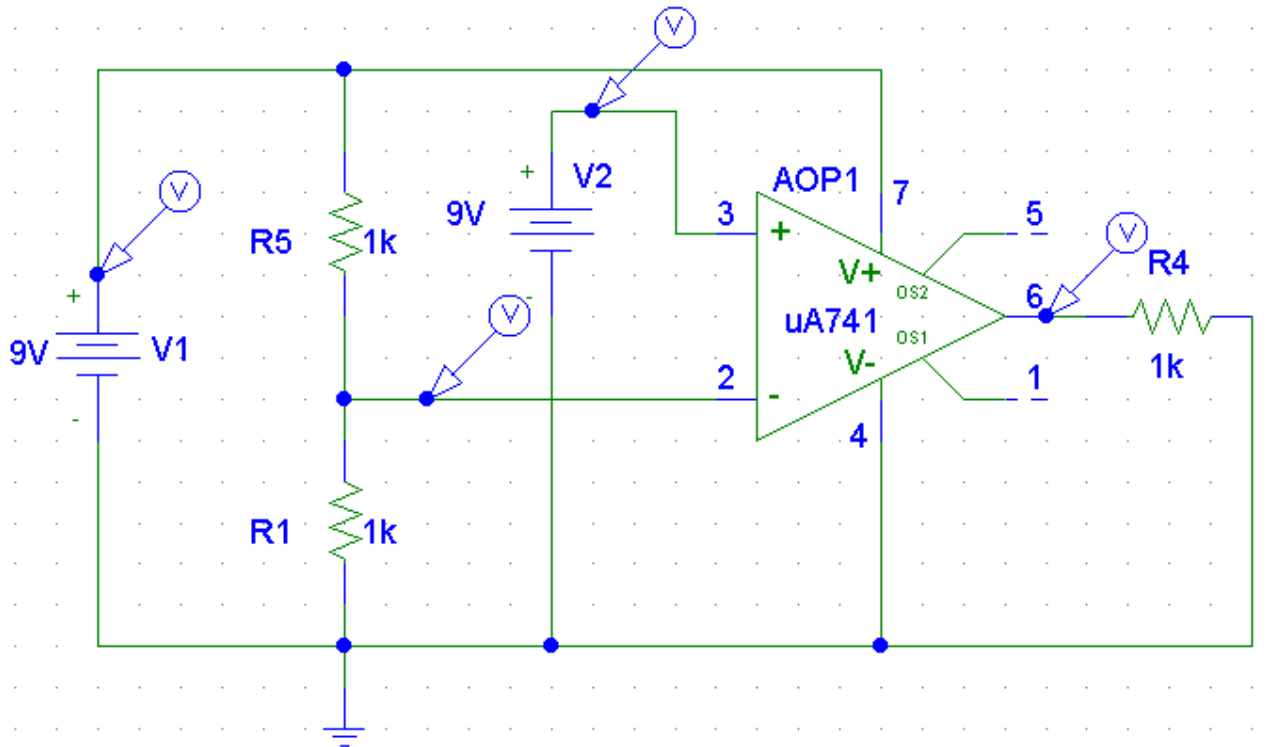 V
V
+
V2
AOP1
7
V
9V
3
+
5
V
R5
1k
V+
OS2
R4
+
-
V
6
9V
V1
uA741
OS1
1k
V-
2
-
1
-
4
R1
1k